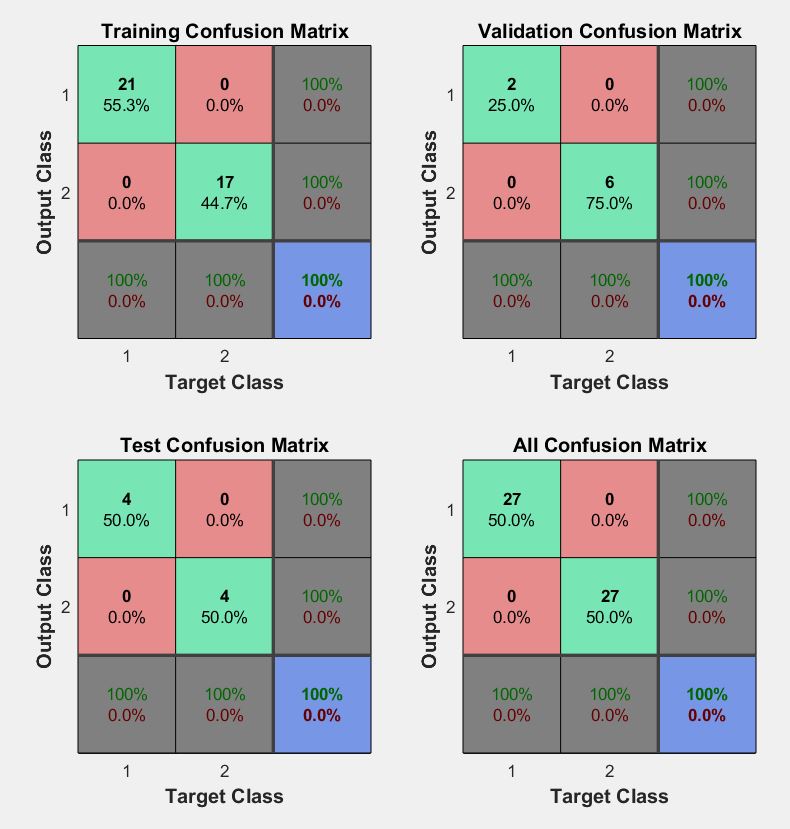 Training Confusion Matrix
21 0 100%
1
55.3% 0.0% 0.0%
0 17 100%
2
0.0% 44.7% 0.0%
100% 100% 100%
0.0% 0.0% 0.0%
1 2
Target Class
Output Class
Validation Confusion Matrix
2 0 100%
1
25.0% 0.0% 0.0%
0 6 100%
2
0.0% 75.0% 0.0%
100% 100% 100%
0.0% 0.0% 0.0%
1 2
Target Class
Output Class
Test Confusion Matrix
4 0 100%
1
50.0% 0.0% 0.0%
0 4 100%
2
0.0% 50.0% 0.0%
100% 100% 100%
0.0% 0.0% 0.0%
1 2
Target Class
Output Class
All Confusion Matrix
27 0 100%
1
50.0% 0.0% 0.0%
0 27 100%
2
0.0% 50.0% 0.0%
100% 100% 100%
0.0% 0.0% 0.0%
1 2
Target Class
Output Class